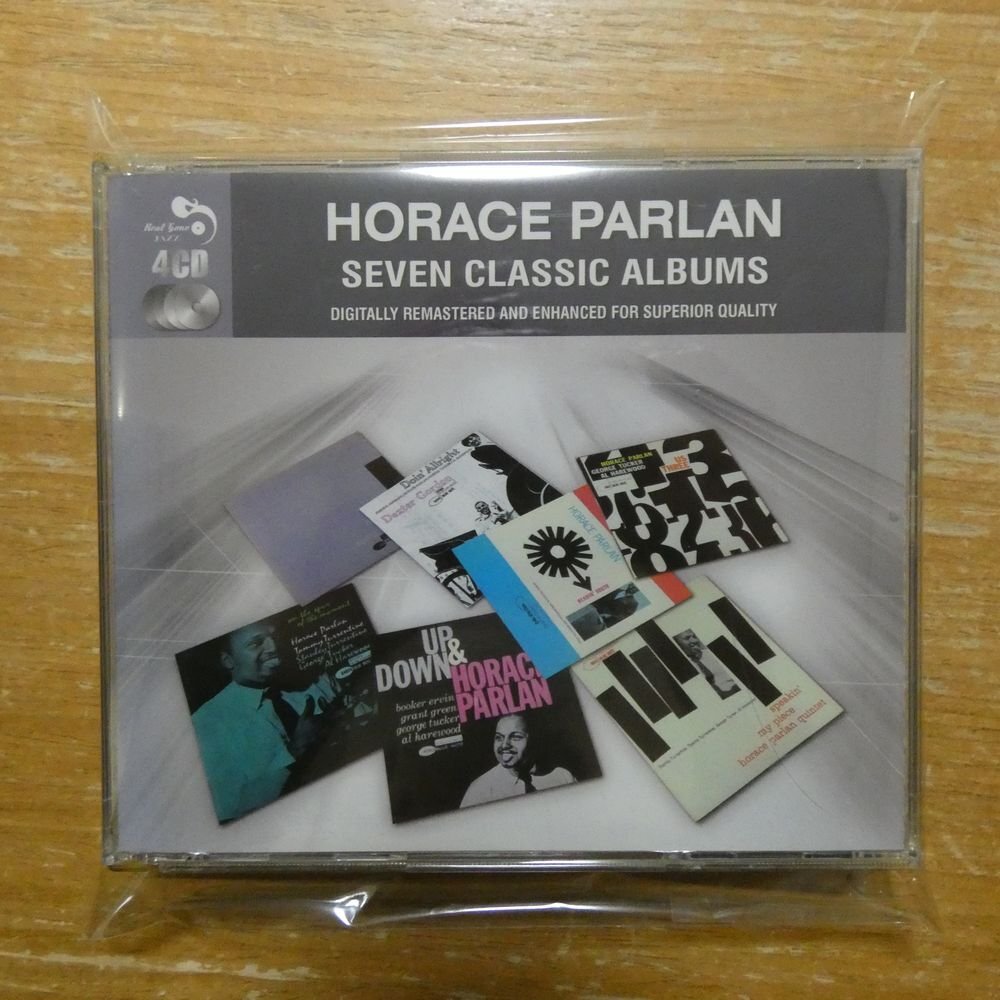 Real Gone
JAZZ
4CD
HORACE PARLAN
SEVEN CLASSIC ALBUMS
DIGITALLY REMASTERED AND ENHANCED FOR SUPERIOR QUALITY
Doin' Allright
Dexter Gordon
HORACE PARLAN
GEORGE TUCKER
AL HAREWOOD
US
THREE
HORACE PARLAN
HEADIN' SOUTH
on the spur
of the moment
Horace Parlan
Tommy Turrentine
Stanley Turrentine
George Tucker
Al Harewood
UP
&
DOWN
HORACE
PARLAN
booker ervin
grant green
george tucker
al harewood
speakin'
my piece
horace parlan quintet